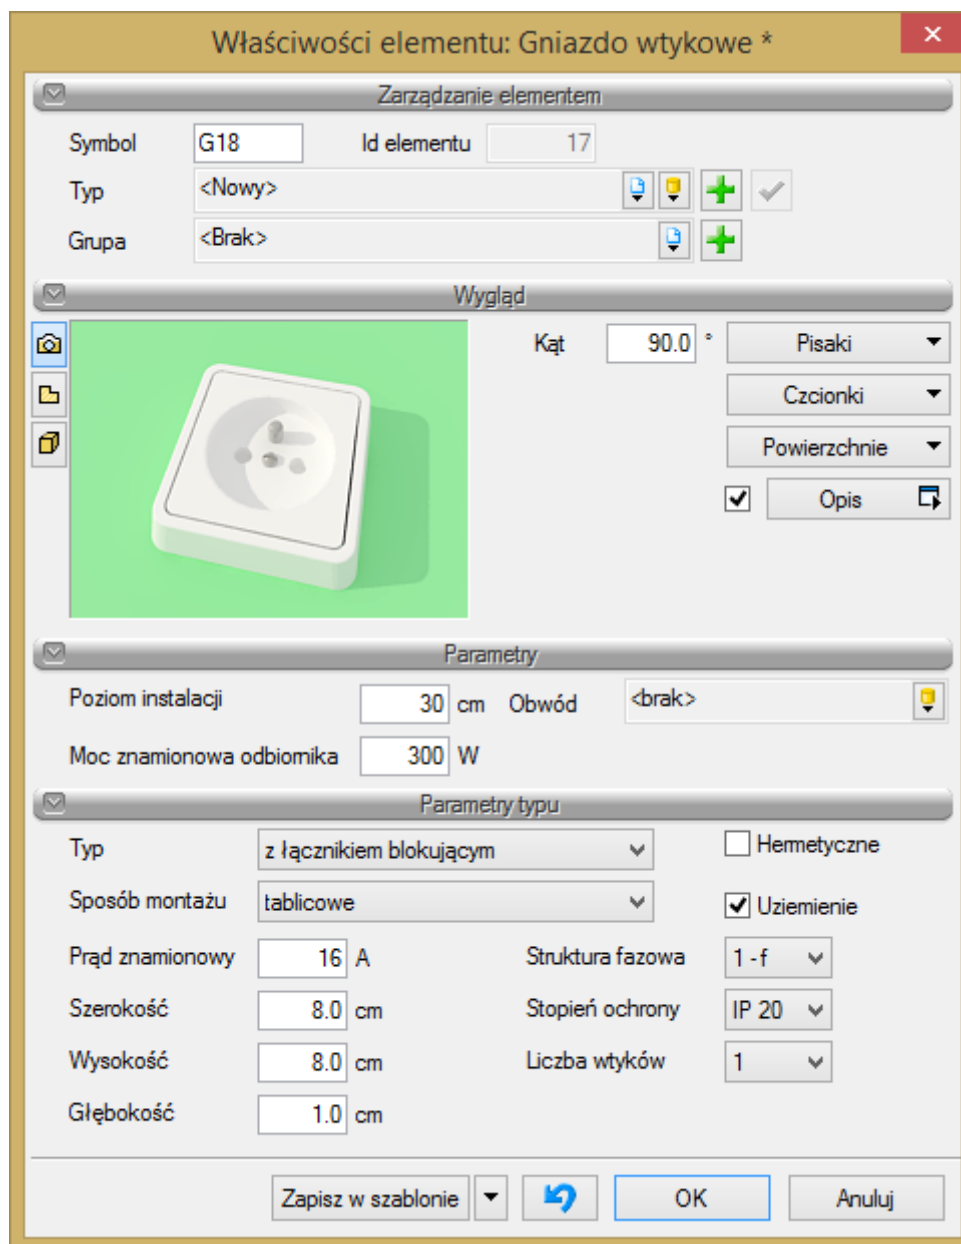 Właściwości elementu: Gniazdo wtykowe *
Zarządzanie elementem
Symbol G18 Id elementu 17
Typ <Nowy>
Grupa <Brak>
Wygląd
Kąt 90.0 ° Pisaki
Czcionki
Powierzchnie
Opis
Parametry
Poziom instalacji 30 cm Obwód <brak>
Moc znamionowa odbiornika 300 W
Parametry typu
Typ z łącznikiem blokującym Hermetyczne
Sposób montażu tablicowe Uziemienie
Prąd znamionowy 16 A Struktura fazowa 1 -f
Szerokość 8.0 cm Stopień ochrony IP 20
Wysokość 8.0 cm Liczba wtyków 1
Głębokość 1.0 cm
Zapisz w szablonie OK Anuluj